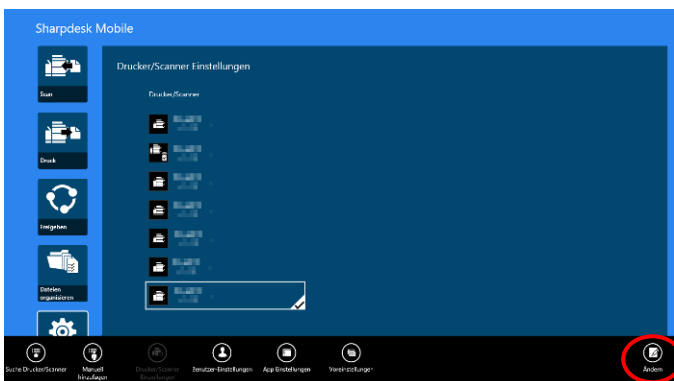 Sharpdesk Mobile
Drucker/Scanner Einstellungen
Drucker/Scanner
Scan
Druck
Freigeben
Dateien
organisieren
Suche Drucker/Scanner
Manuell
hinzufügen
Drucker/Scanner
Einstellungen
Benutzer-Einstellungen
App Einstellungen
Voreinstellungen
Ändern